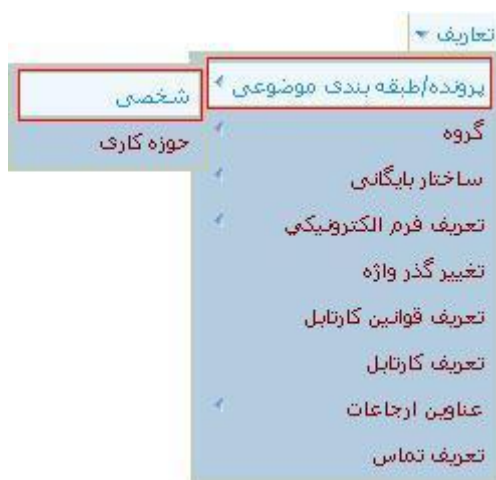 تعاریف
پرونده/طبقه بندی موضوعی
شخصی
حوزه کاری
گروه
ساختار بایگانی
تعریف فرم الکترونیکي
تغییر گذر واژه
تعریف قوانین کارتابل
تعریف کارتابل
عناوین ارجاعات
تعریف تماس